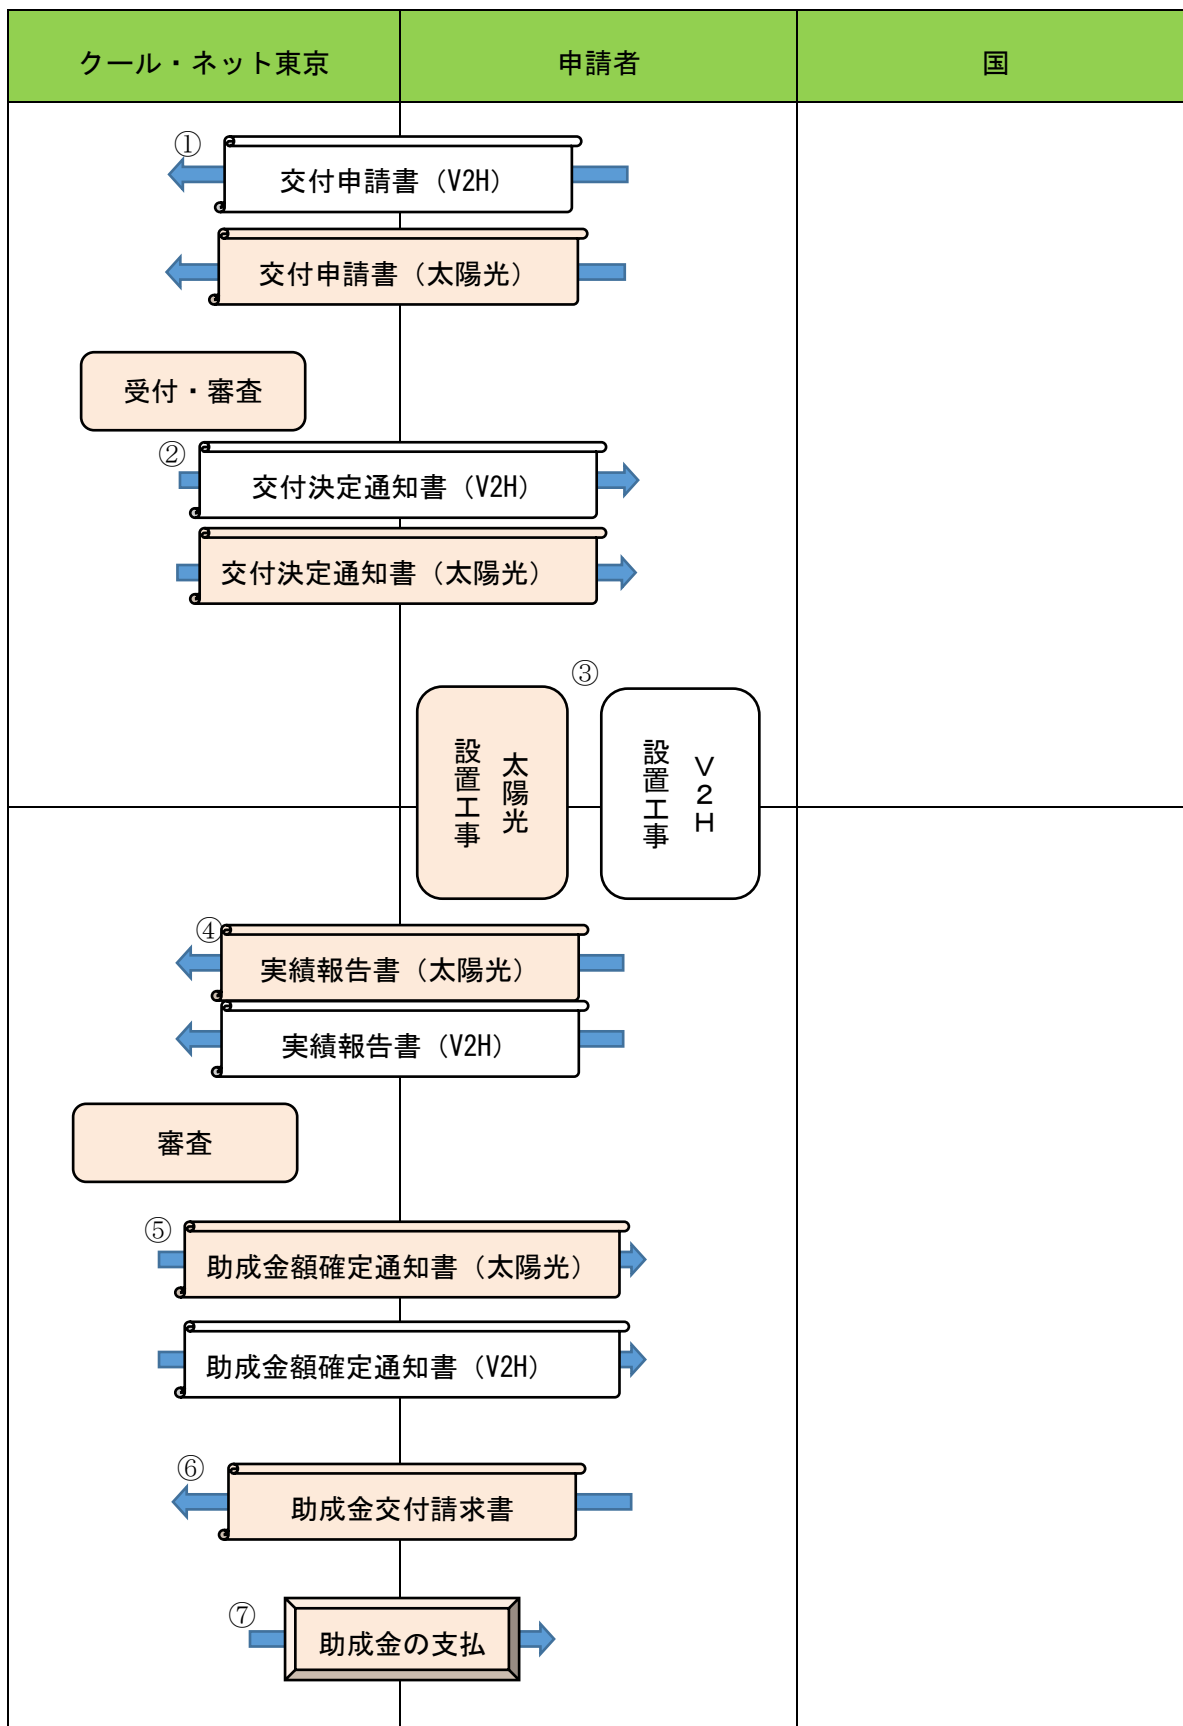 クール・ネット東京
申請者
国
①
交付申請書（V2H）
交付申請書（太陽光）
受付・審査
②
交付決定通知書（V2H）
交付決定通知書（太陽光）
③
太陽光
設置工事
V2H
設置工事
④
実績報告書（太陽光）
実績報告書（V2H）
審査
⑤
助成金額確定通知書（太陽光）
助成金額確定通知書（V2H）
⑥
助成金交付請求書
⑦
助成金の支払